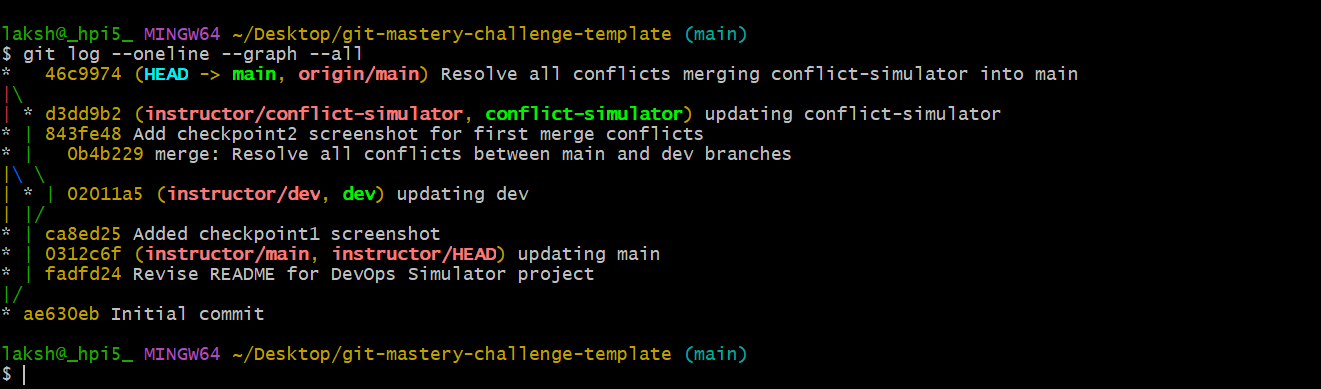 laksh@_hpi5_ MINGW64 ~/Desktop/git-mastery-challenge-template (main)
$ git log --oneline --graph --all
*   46c9974 (HEAD -> main, origin/main) Resolve all conflicts merging conflict-simulator into main
|\
| * d3dd9b2 (instructor/conflict-simulator, conflict-simulator) updating conflict-simulator
* | 843fe48 Add checkpoint2 screenshot for first merge conflicts
* |   0b4b229 merge: Resolve all conflicts between main and dev branches
|\ \
| * | 02011a5 (instructor/dev, dev) updating dev
| |/
* | ca8ed25 Added checkpoint1 screenshot
* | 0312c6f (instructor/main, instructor/HEAD) updating main
* | fadfd24 Revise README for DevOps Simulator project
|/
* ae630eb Initial commit
laksh@_hpi5_ MINGW64 ~/Desktop/git-mastery-challenge-template (main)
$